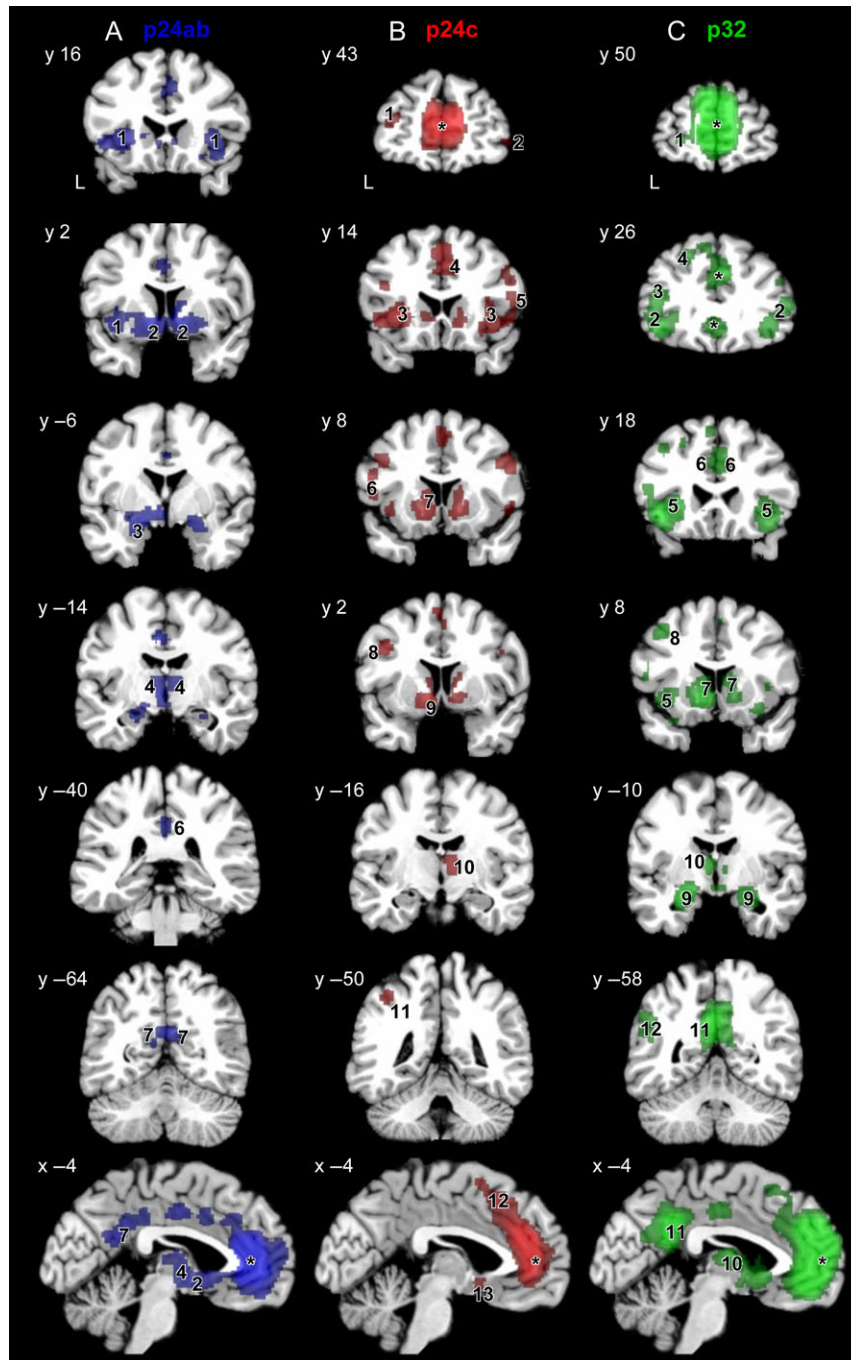 A p24ab B p24c C p32
y 16 y 43 y 50
1 1 * 1 2 * 1
L L L
y 2 y 14 y 26
1 2 2 3 4 3 5 4 * 3 2 * 2
y –6 y 8 y 18
3 6 7 6 6 5 5
y –14 y 2 y 8
4 4 8 9 8 5 7 7
y –40 y –16 y –10
6 10 10 9 9
y –64 y –50 y –58
7 7 11 12 11
x –4 x –4 x –4
7 4 2 * 12 * 13 11 10 *